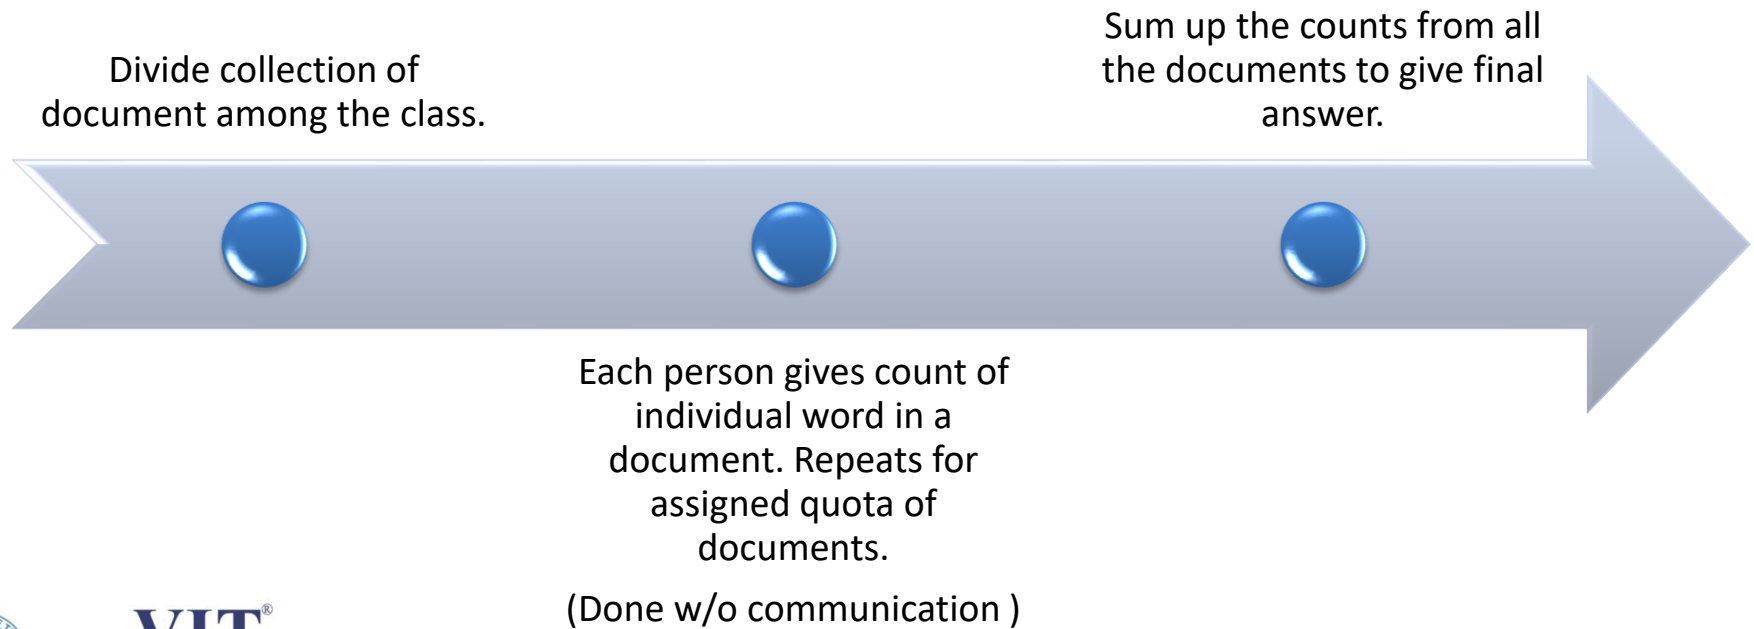 Divide collection of
document among the class.
Each person gives count of
individual word in a
document. Repeats for
assigned quota of
documents.
(Done w/o communication )
Sum up the counts from all
the documents to give final
answer.
VIT®